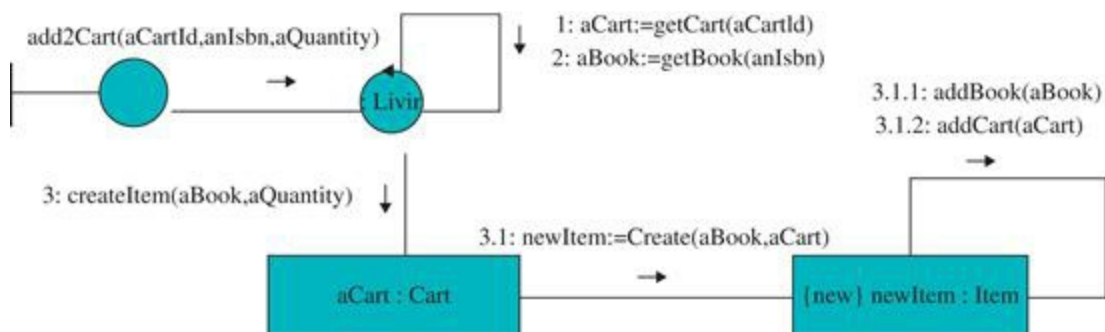 add2Cart(aCartId,anIsbn,aQuantity)
1: aCart:=getCart(aCartId)
2: aBook:=getBook(anIsbn)
: Livir
3.1.1: addBook(aBook)
3.1.2: addCart(aCart)
3: createItem(aBook,aQuantity)
3.1: newItem:=Create(aBook,aCart)
aCart : Cart
{new} newItem : Item